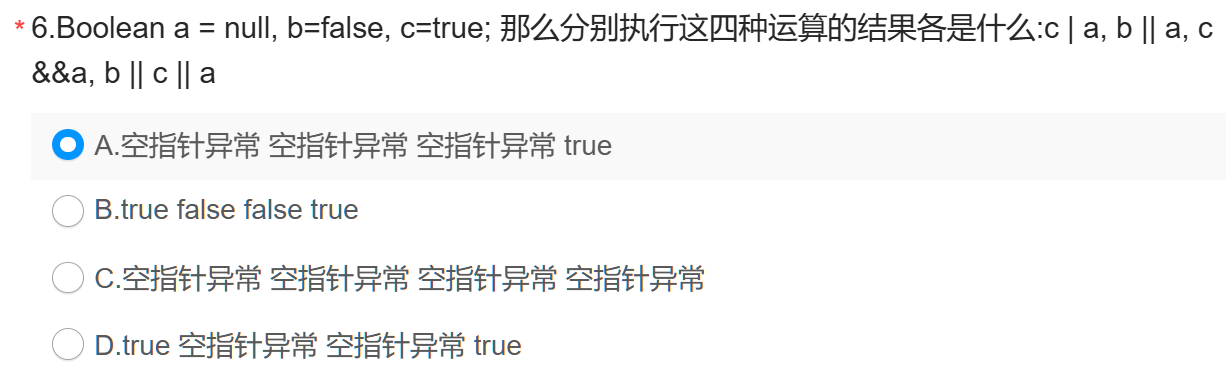 * 6.Boolean a = null, b=false, c=true; 那么分别执行这四种运算的结果各是什么:c | a, b || a, c
&&a, b || c || a
A.空指针异常 空指针异常 空指针异常 true
B.true false false true
C.空指针异常 空指针异常 空指针异常 空指针异常
D.true 空指针异常 空指针异常 true